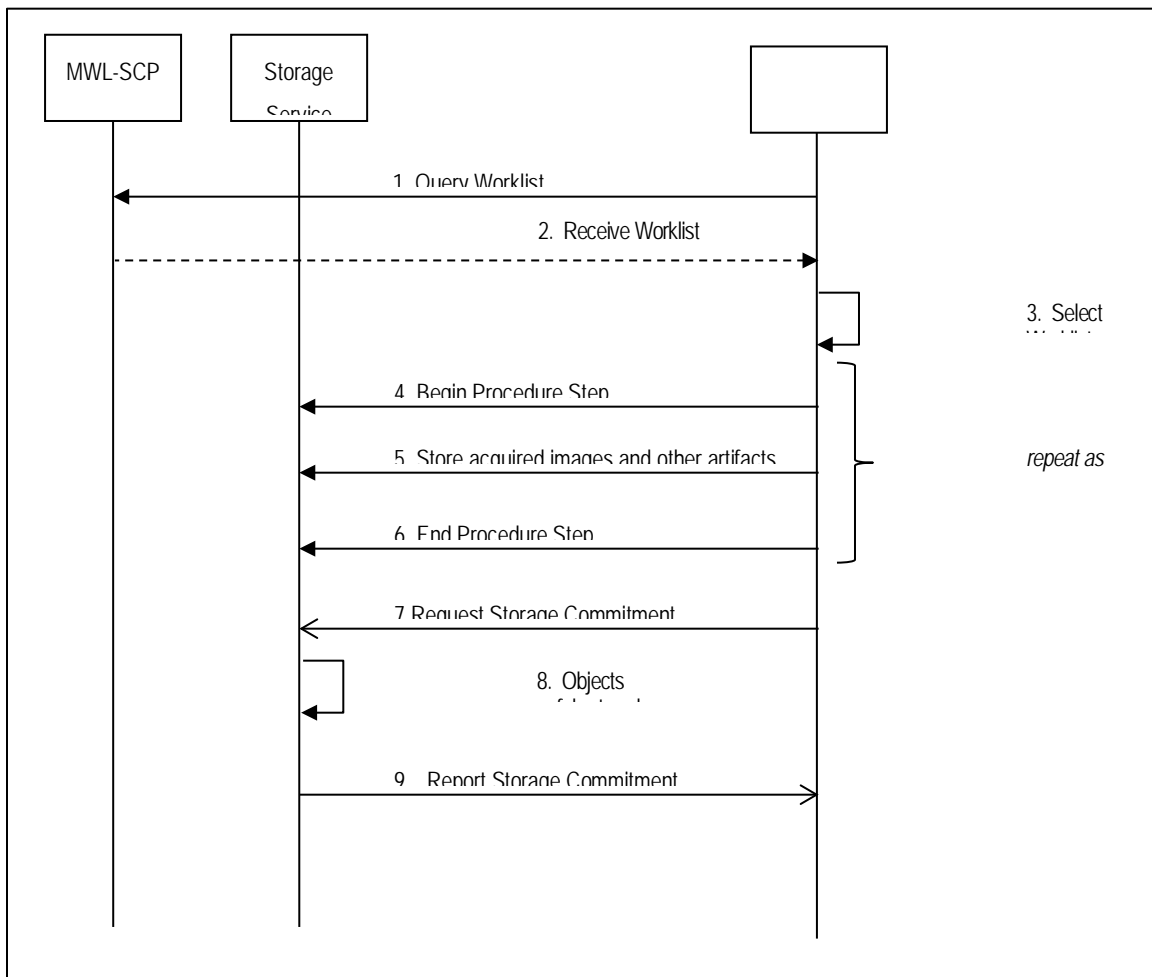 MWL-SCP
Storage
Service
1. Query Worklist
2. Receive Worklist
3. Select
Worklist
4. Begin Procedure Step
5. Store acquired images and other artifacts
repeat as
6. End Procedure Step
7.Request Storage Commitment
8. Objects
9. Report Storage Commitment